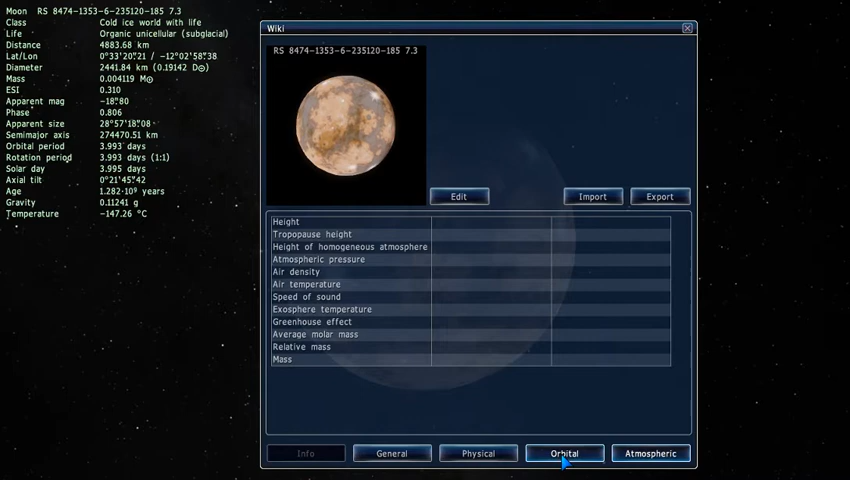 Moon RS 8474-1353-6-235120-185 7.3
Class Cold ice world with life
Life Organic unicellular (subglacial)
Distance 4883.68 km
Lat/Lon 0°33'20".21 / -12°02'58".38
Diameter 2441.84 km (0.19142 D⊕)
Mass 0.004119 M⊕
ESI 0.310
Apparent mag -18.80
Phase 0.806
Apparent size 28°57'18".08
Semimajor axis 274470.51 km
Orbital period 3.993 days
Rotation period 3.993 days (1:1)
Solar day 3.995 days
Axial tilt 0°21'45".42
Age 1.282·10⁹ years
Gravity 0.11241 g
Temperature -147.26 °C
Wiki
RS 8474-1353-6-235120-185 7.3
Edit Import Export
Height
Tropopause height
Height of homogeneous atmosphere
Atmospheric pressure
Air density
Air temperature
Speed of sound
Exosphere temperature
Greenhouse effect
Average molar mass
Relative mass
Mass
Info General Physical Orbital Atmospheric